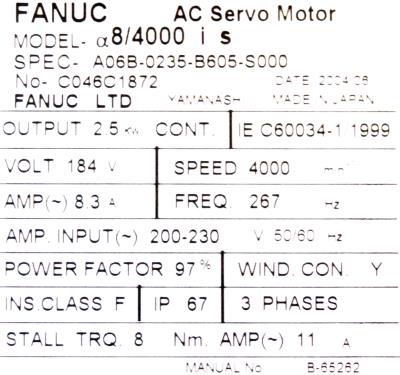 FANUC AC Servo Motor
MODEL- α8/4000 i s
SPEC- A06B-0235-B605-S000
No- C046C1872 DATE 2004.06
FANUC LTD YAMANASHI MADE IN JAPAN
OUTPUT 2.5 kW CONT. IEC60034-1 1999
VOLT 184 V SPEED 4000 min
AMP(~) 8.3 A FREQ. 267 Hz
AMP. INPUT(~) 200-230 V 50/60 Hz
POWER FACTOR 97% WIND. CON. Y
INS.CLASS F IP 67 3 PHASES
STALL TRQ. 8 Nm. AMP(~) 11 A
MANUAL No B-65262